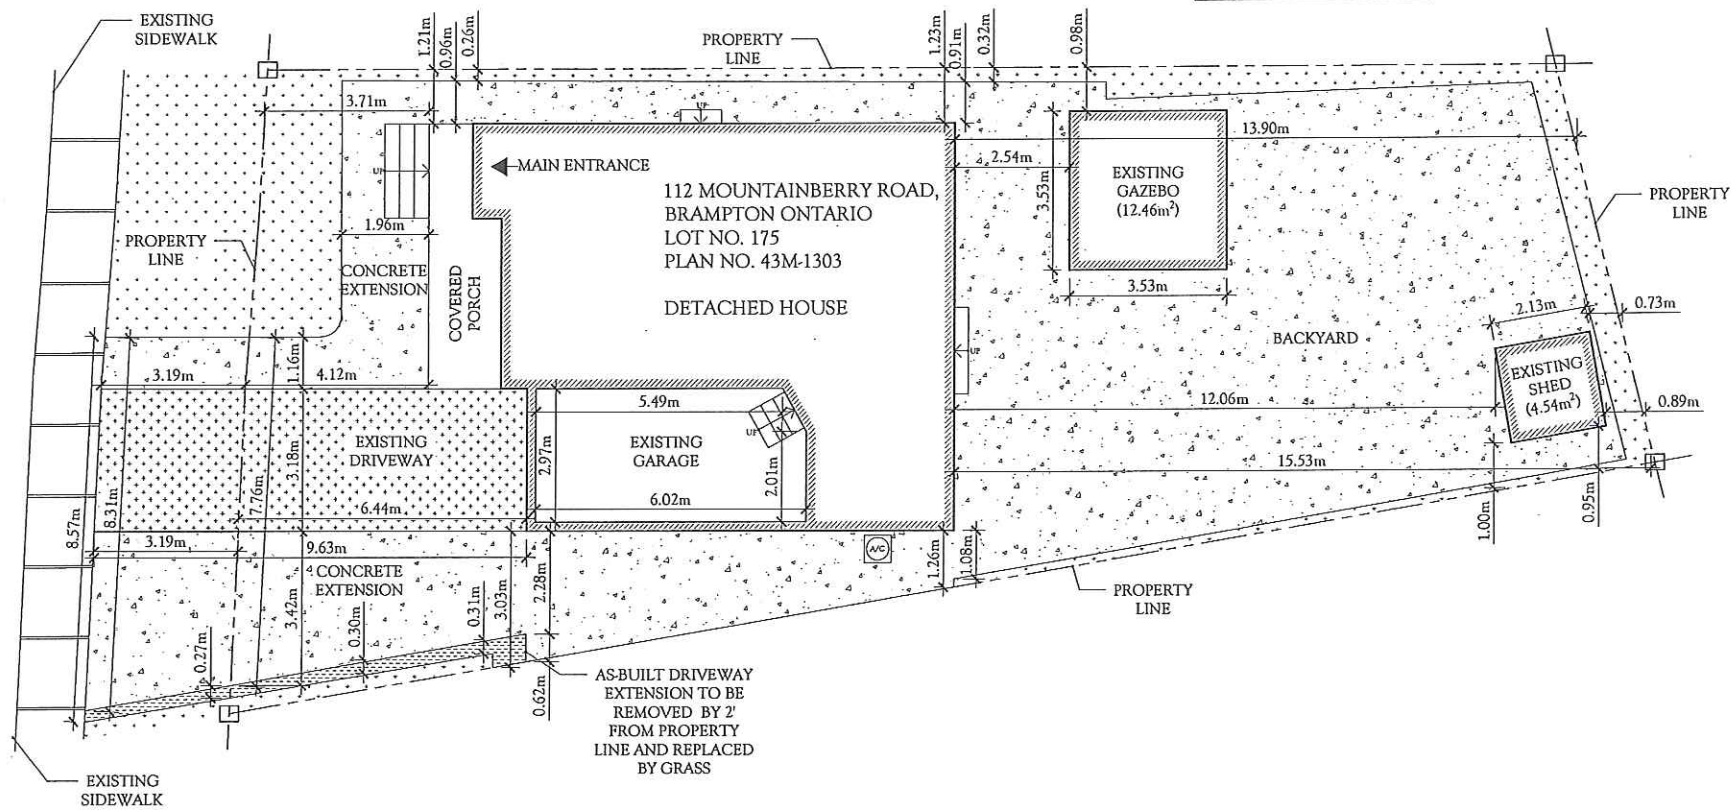 EXISTING
SIDEWALK
1.21m
0.96m
0.26m
PROPERTY
LINE
1.23m
0.91m
0.32m
0.98m
3.71m
UP
13.90m
2.54m
MAIN ENTRANCE
UP
112 MOUNTAINBERRY ROAD,
BRAMPTON ONTARIO
LOT NO. 175
PLAN NO. 43M-1303
DETACHED HOUSE
3.53m
EXISTING
GAZEBO
(12.46m²)
3.53m
PROPERTY
LINE
PROPERTY
LINE
1.96m
CONCRETE
EXTENSION
COVERED
PORCH
2.13m
0.73m
UP
BACKYARD
EXISTING
SHED
(4.54m²)
3.19m
1.16m
4.12m
5.49m
12.06m
0.89m
EXISTING
DRIVEWAY
3.18m
2.97m
EXISTING
GARAGE
UP
2.01m
6.02m
15.53m
8.57m
8.31m
7.76m
6.44m
1.00m
0.95m
3.19m
9.63m
CONCRETE
EXTENSION
A/C
1.26m
1.08m
0.27m
3.42m
0.30m
0.31m
3.03m
2.28m
PROPERTY
LINE
0.62m
AS-BUILT DRIVEWAY
EXTENSION TO BE
REMOVED BY 2'
FROM PROPERTY
LINE AND REPLACED
BY GRASS
EXISTING
SIDEWALK